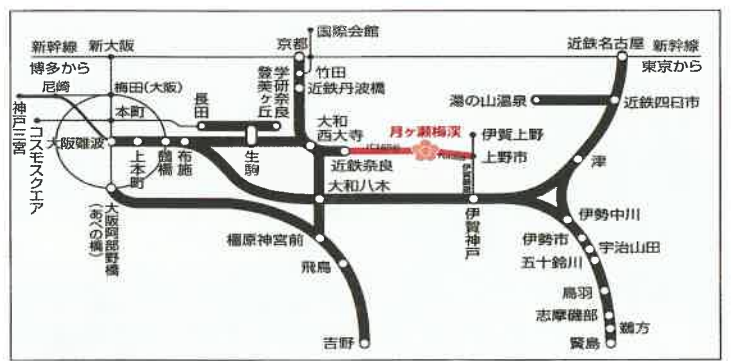 国際会館
新幹線
新大阪
京都
近鉄名古屋
新幹線
博多から
東京から
尼崎
梅田(大阪)
竹田
学研奈良
登美ヶ丘
近鉄丹波橋
湯の山温泉
近鉄四日市
神戸三宮
本町
長田
コスモスクエア
大和
西大寺
月ヶ瀬梅渓
伊賀上野
大阪難波
上本町
鶴橋
布施
生駒
近鉄奈良
上野市
津
大和八木
伊賀神戸
伊勢中川
大阪阿部野橋
(あべの橋)
橿原神宮前
伊勢市
宇治山田
飛鳥
五十鈴川
鳥羽
志摩磯部
鵜方
吉野
賢島